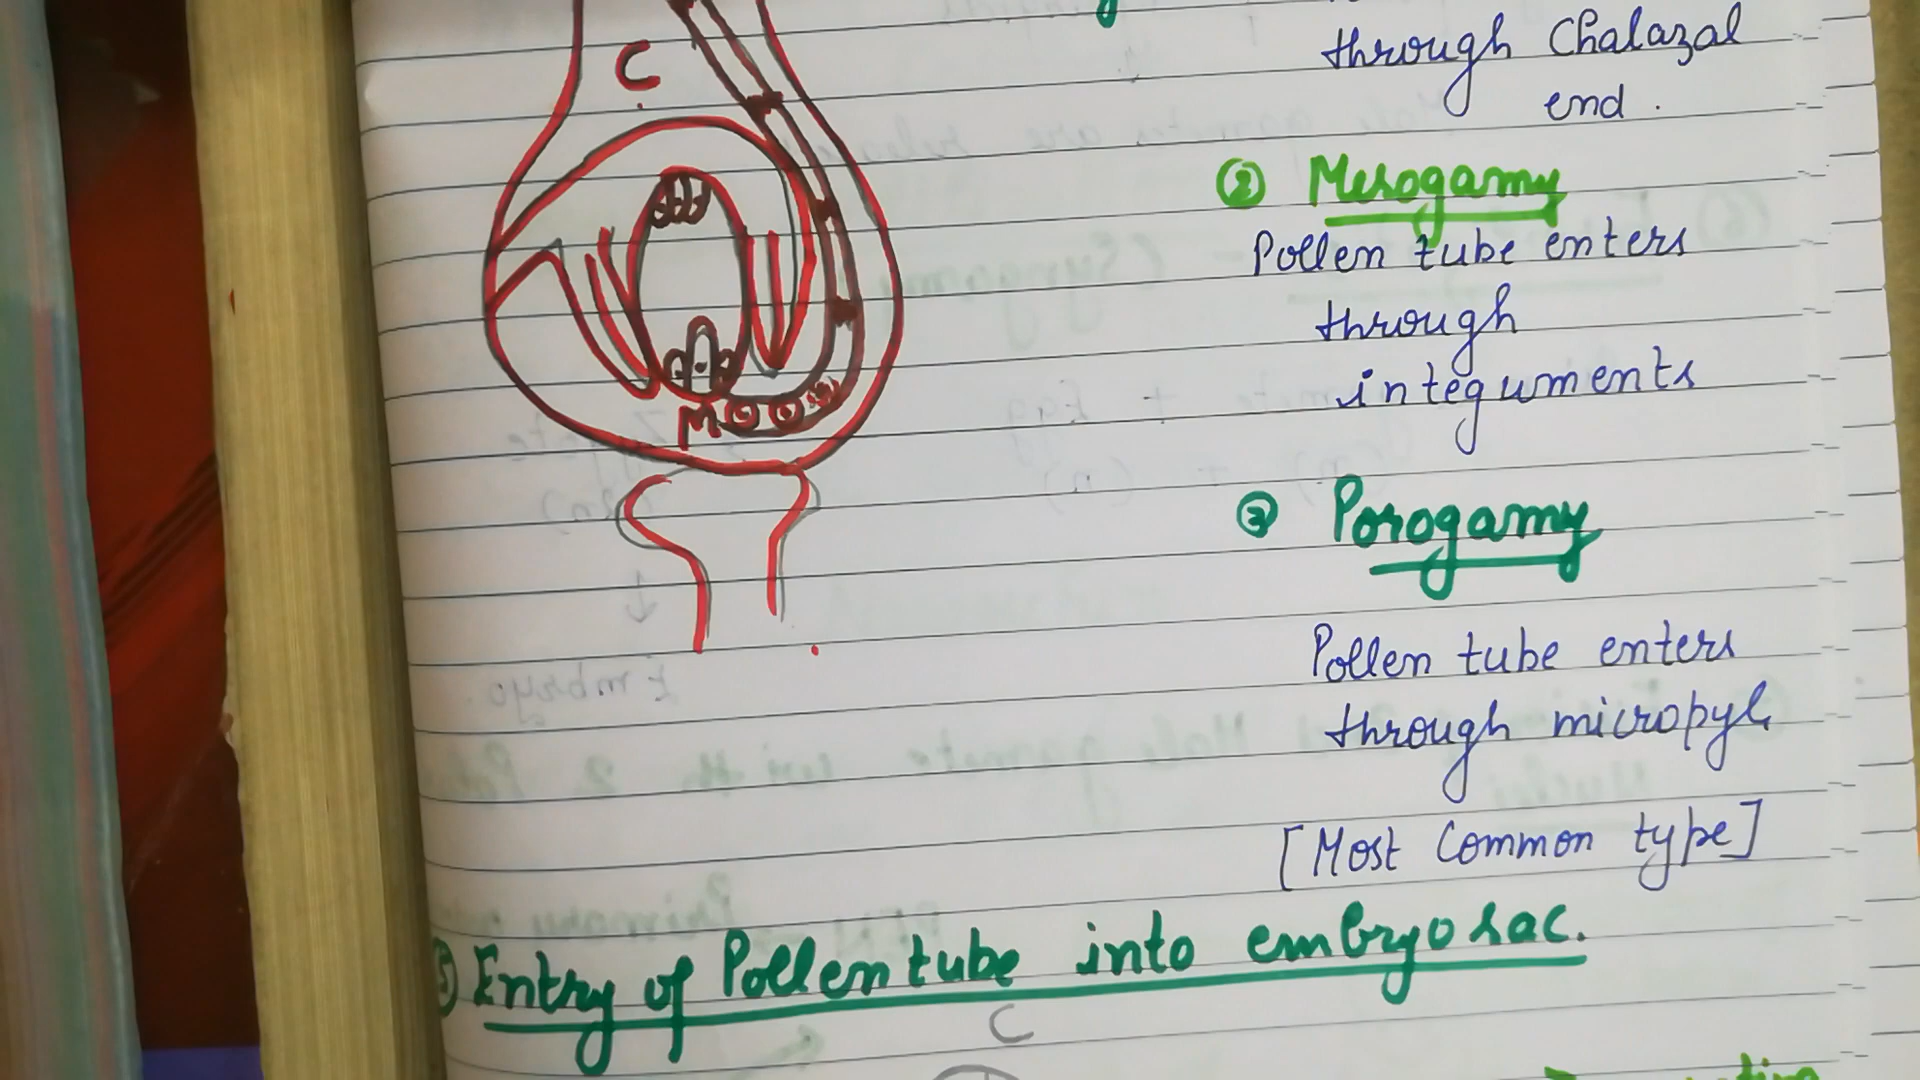 C
M
through Chalazal
end.
② Mesogamy
Pollen tube enters
through
integuments
③ Porogamy
Pollen tube enters
through micropyle
[Most Common type]
⑤ Entry of Pollen tube into embryo sac.
C